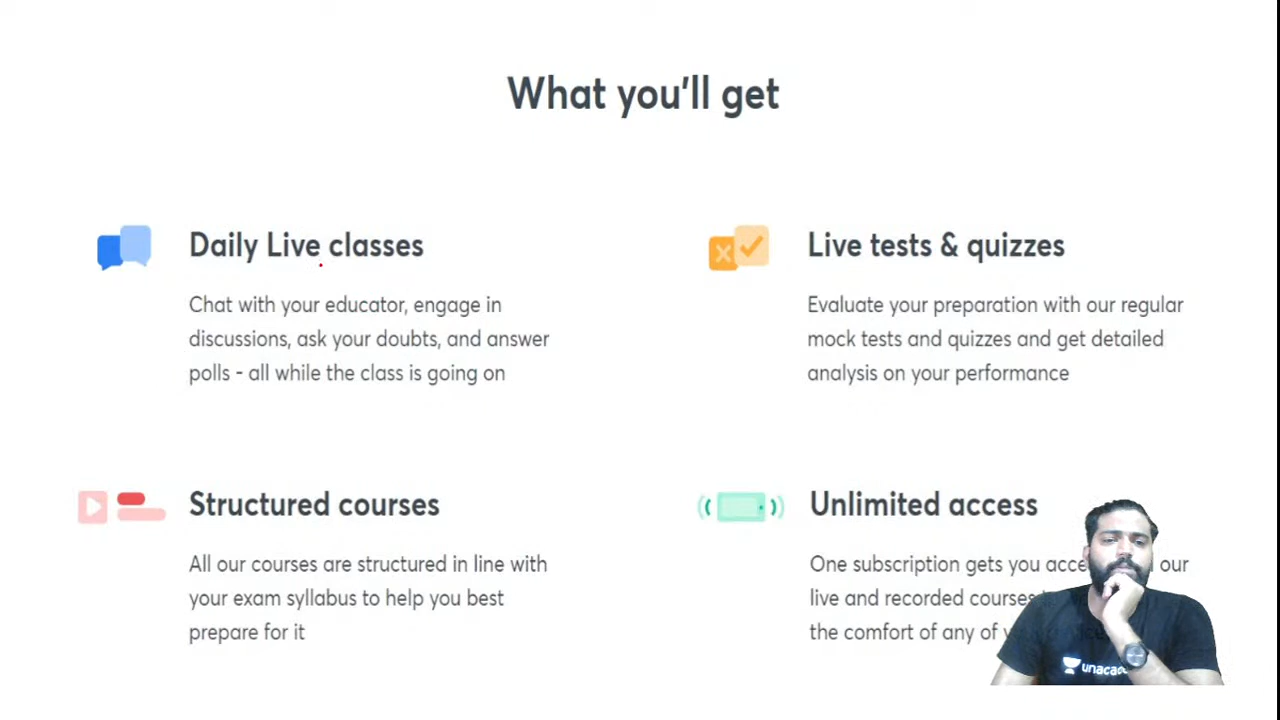 What you'll get
Daily Live classes
Chat with your educator, engage in
discussions, ask your doubts, and answer
polls - all while the class is going on
Live tests & quizzes
Evaluate your preparation with our regular
mock tests and quizzes and get detailed
analysis on your performance
Structured courses
All our courses are structured in line with
your exam syllabus to help you best
prepare for it
Unlimited access
One subscription gets you our
live and recorded courses
the comfort of any of